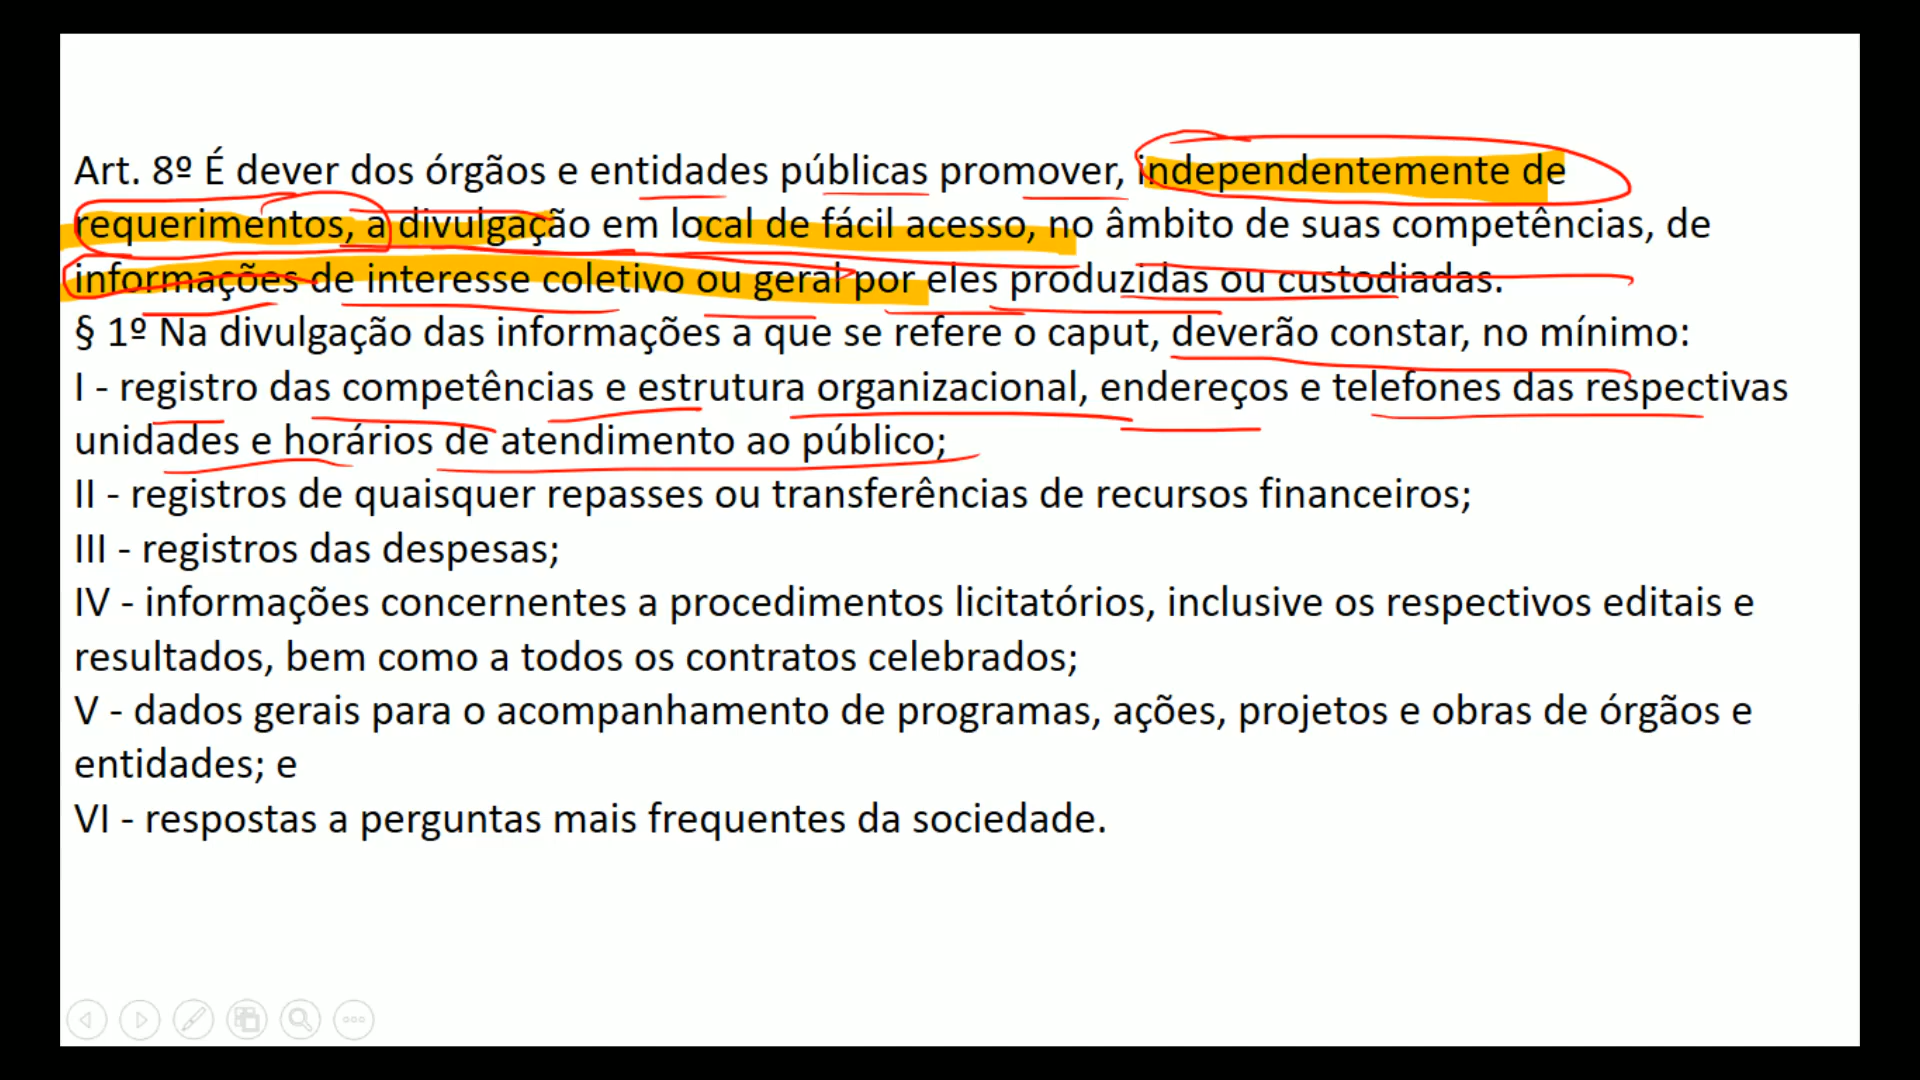 Art. 8º É dever dos órgãos e entidades públicas promover, independentemente de
requerimentos, a divulgação em local de fácil acesso, no âmbito de suas competências, de
informações de interesse coletivo ou geral por eles produzidas ou custodiadas.
§ 1º Na divulgação das informações a que se refere o caput, deverão constar, no mínimo:
I - registro das competências e estrutura organizacional, endereços e telefones das respectivas
unidades e horários de atendimento ao público;
II - registros de quaisquer repasses ou transferências de recursos financeiros;
III - registros das despesas;
IV - informações concernentes a procedimentos licitatórios, inclusive os respectivos editais e
resultados, bem como a todos os contratos celebrados;
V - dados gerais para o acompanhamento de programas, ações, projetos e obras de órgãos e
entidades; e
VI - respostas a perguntas mais frequentes da sociedade.